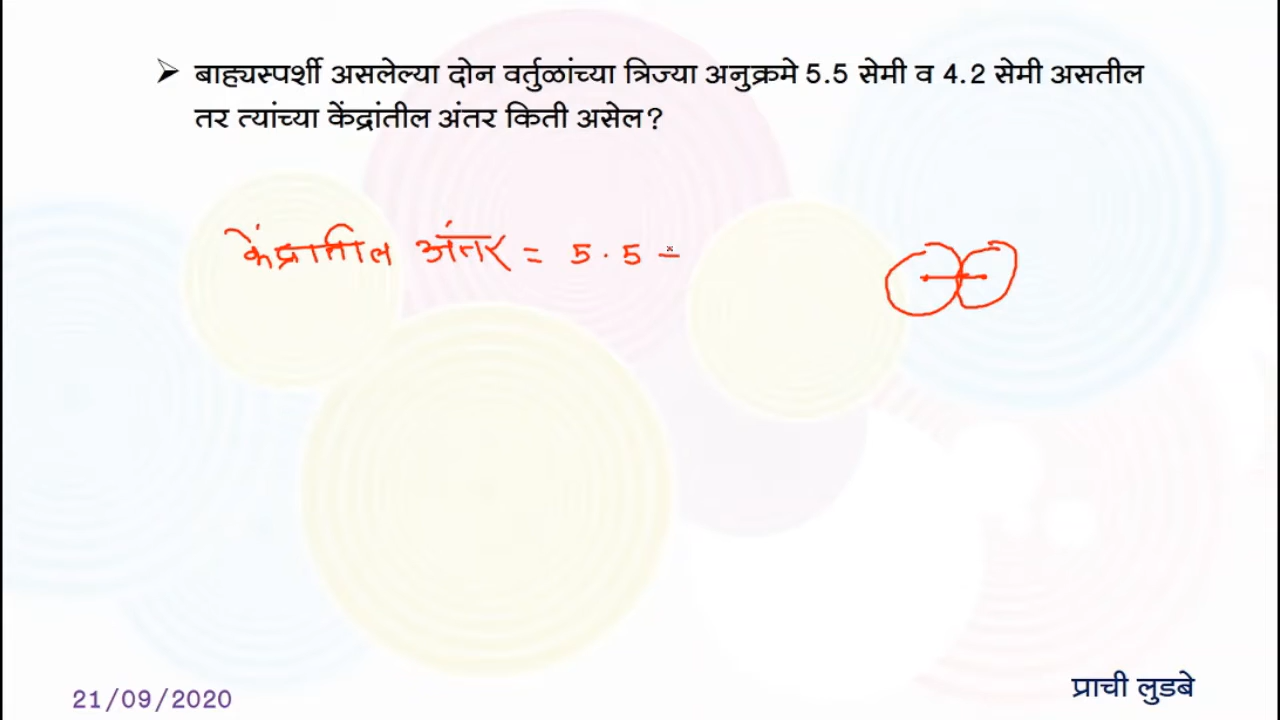 ➤ बाह्यस्पर्शी असलेल्या दोन वर्तुळांच्या त्रिज्या अनुक्रमे 5.5 सेमी व 4.2 सेमी असतील
तर त्यांच्या केंद्रांतील अंतर किती असेल?
केंद्रातील अंतर = 5.5 -
21/09/2020
प्राची लुडबे